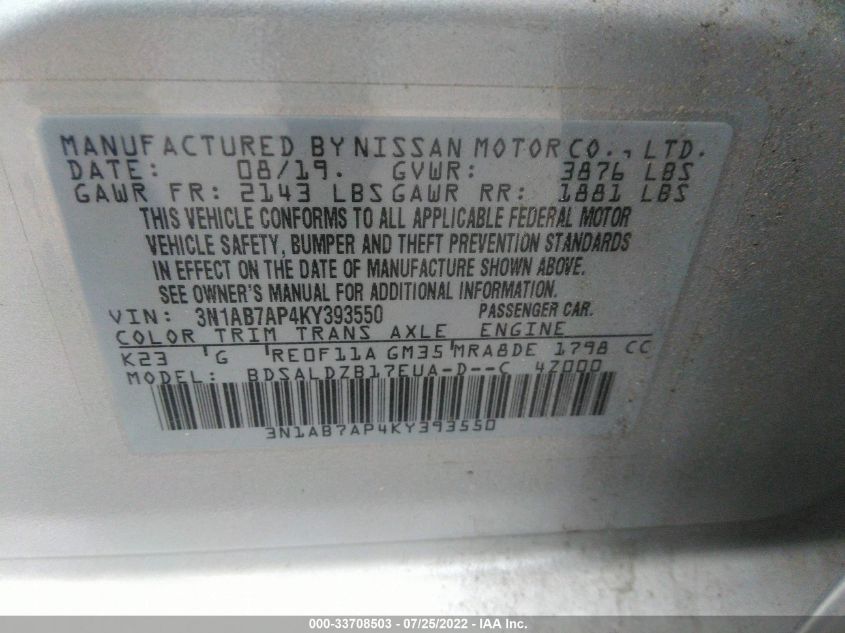 MANUFACTURED BY NISSAN MOTOR CO., LTD.
DATE: 08/19. GVWR: 3876 LBS
GAWR FR: 2143 LBS GAWR RR: 1881 LBS
THIS VEHICLE CONFORMS TO ALL APPLICABLE FEDERAL MOTOR
VEHICLE SAFETY, BUMPER AND THEFT PREVENTION STANDARDS
IN EFFECT ON THE DATE OF MANUFACTURE SHOWN ABOVE.
SEE OWNER'S MANUAL FOR ADDITIONAL INFORMATION.
VIN: 3N1AB7AP4KY393550 PASSENGER CAR.
COLOR TRIM TRANS AXLE ENGINE
K23 'G 'RE0F11A GM35'MRA8DE 1798 CC
MODEL: BDSALDZB17EUA-D--C 4Z000
3N1AB7AP4KY393550
000-33708503 - 07/25/2022 - IAA Inc.